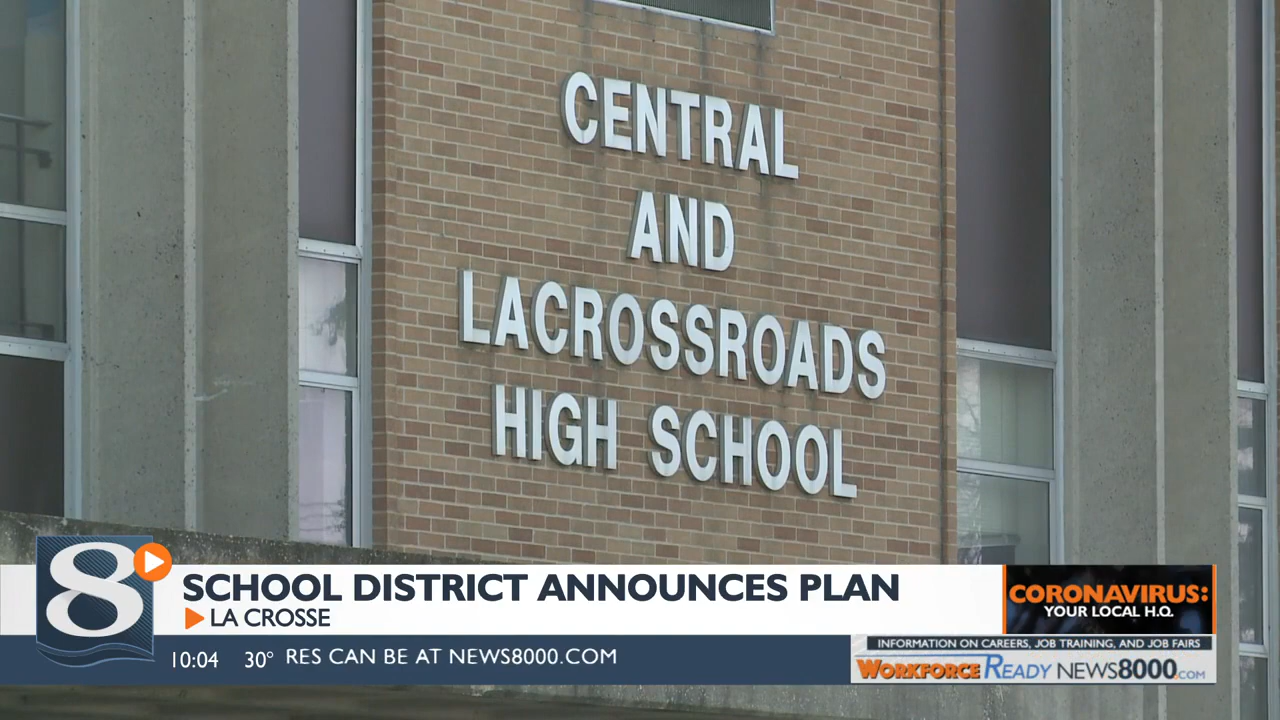 CENTRAL
AND
LACROSSROADS
HIGH SCHOOL
8
SCHOOL DISTRICT ANNOUNCES PLAN
LA CROSSE
CORONAVIRUS:
YOUR LOCAL H.Q.
10:04 30° RES CAN BE AT NEWS8000.COM
INFORMATION ON CAREERS, JOB TRAINING, AND JOB FAIRS
WORKFORCE READY NEWS8000.COM